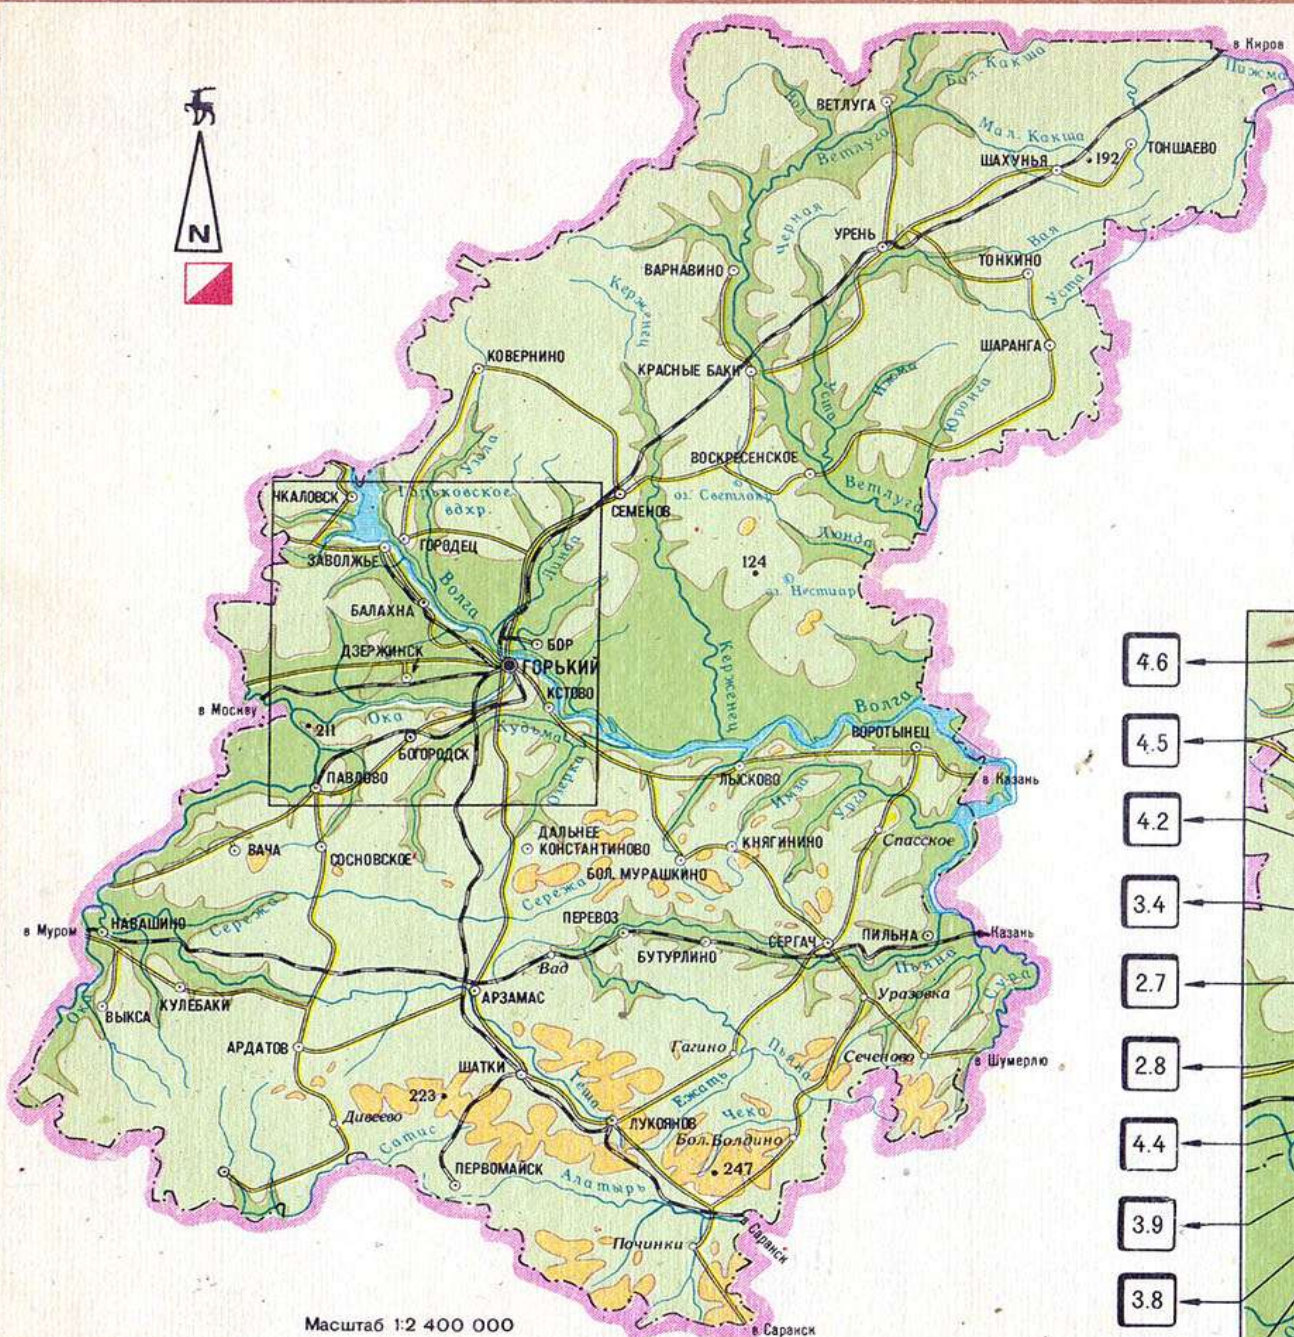 в Киров
Пижма
Бол. Какша
ВЕТЛУГА
Вол
Мал. Какша
Ветлуга
ШАХУНЬЯ
192
ТОНШАЕВО
N
Черная
УРЕНЬ
Вая
ТОНКИНО
ВАРНАВИНО
Уста
Керженец
ШАРАНГА
КОВЕРНИНО
КРАСНЫЕ БАКИ
Ижма
Уста
Юронга
Узола
ВОСКРЕСЕНСКОЕ
Ветлуга
ЧКАЛОВСК
Горьковское
вдхр.
оз. Светлояр
СЕМЕНОВ
Люнда
ГОРОДЕЦ
ЗАВОЛЖЬЕ
Линда
124
оз. Нестиар
Волга
БАЛАХНА
БОР
ДЗЕРЖИНСК
ГОРЬКИЙ
4.6
Керженец
КСТОВО
в Москву
Ока
Волга
211
Кудьма
ВОРОТЫНЕЦ
4.5
БОГОРОДСК
ПАВЛОВО
Озерка
ЛЫСКОВО
в Казань
Имза
Урга
4.2
ДАЛЬНЕЕ
КОНСТАНТИНОВО
КНЯГИНИНО
Спасское
ВАЧА
СОСНОВСКОЕ
БОЛ. МУРАШКИНО
Сережа
3.4
Сережа
ПЕРЕВОЗ
НАВАШИНО
в Муром
ПИЛЬНА
в Казань
СЕРГАЧ
БУТУРЛИНО
Пьяна
Вад
Сура
2.7
АРЗАМАС
Уразовка
КУЛЕБАКИ
Ока
ВЫКСА
АРДАТОВ
Гагино
Пьяна
Сеченово
в Шумерлю
2.8
ШАТКИ
Теша
Ежать
223
Чека
Дивеево
ЛУКОЯНОВ
Бол. Болдино
4.4
Сатис
ПЕРВОМАЙСК
247
Алатырь
в Саранск
3.9
Починки
3.8
Масштаб 1:2 400 000
в Саранск